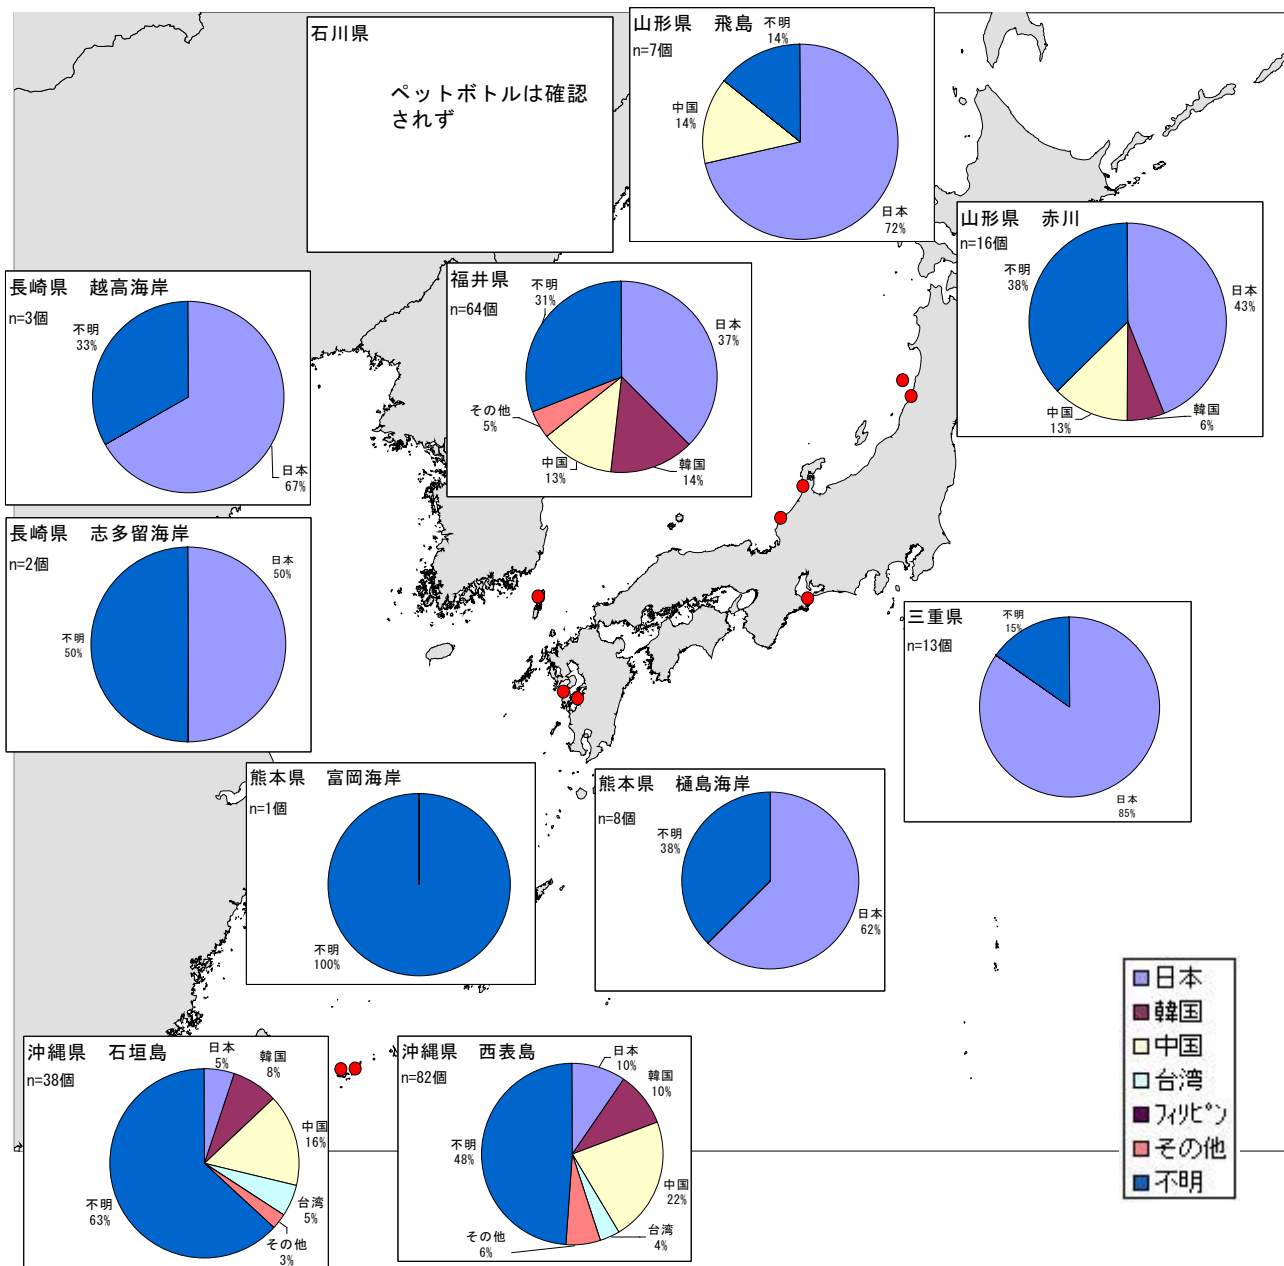 石川県
ペットボトルは確認
されず
山形県　飛島
n=7個
不明
14%
中国
14%
日本
72%
山形県　赤川
n=16個
不明
38%
日本
43%
中国
13%
韓国
6%
長崎県　越高海岸
n=3個
不明
33%
日本
67%
福井県
n=64個
不明
31%
日本
37%
その他
5%
中国
13%
韓国
14%
長崎県　志多留海岸
n=2個
日本
50%
不明
50%
三重県
n=13個
不明
15%
日本
85%
熊本県　富岡海岸
n=1個
不明
100%
熊本県　樋島海岸
n=8個
不明
38%
日本
62%
沖縄県　石垣島
n=38個
日本
5%
韓国
8%
中国
16%
台湾
5%
その他
3%
不明
63%
沖縄県　西表島
n=82個
日本
10%
韓国
10%
中国
22%
台湾
4%
その他
6%
不明
48%
日本
韓国
中国
台湾
フィリピン
その他
不明